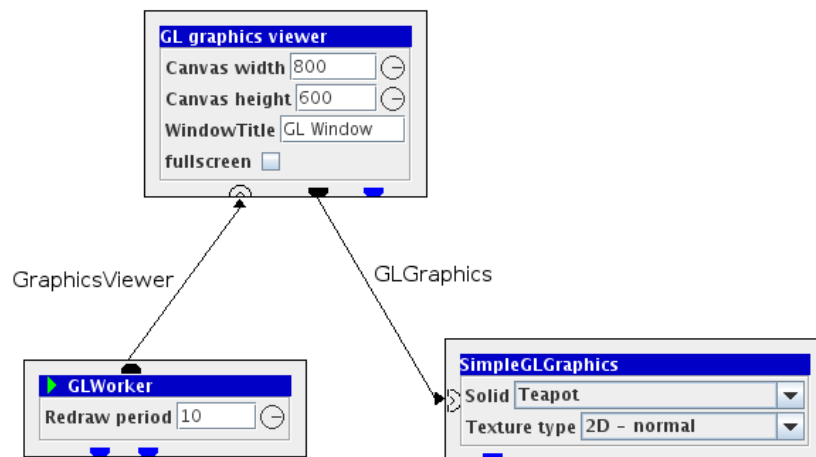 GL graphics viewer
Canvas width 800
Canvas height 600
WindowTitle GL Window
fullscreen
GraphicsViewer
GLGraphics
GLWorker
Redraw period 10
SimpleGLGraphics
Solid Teapot
Texture type 2D - normal